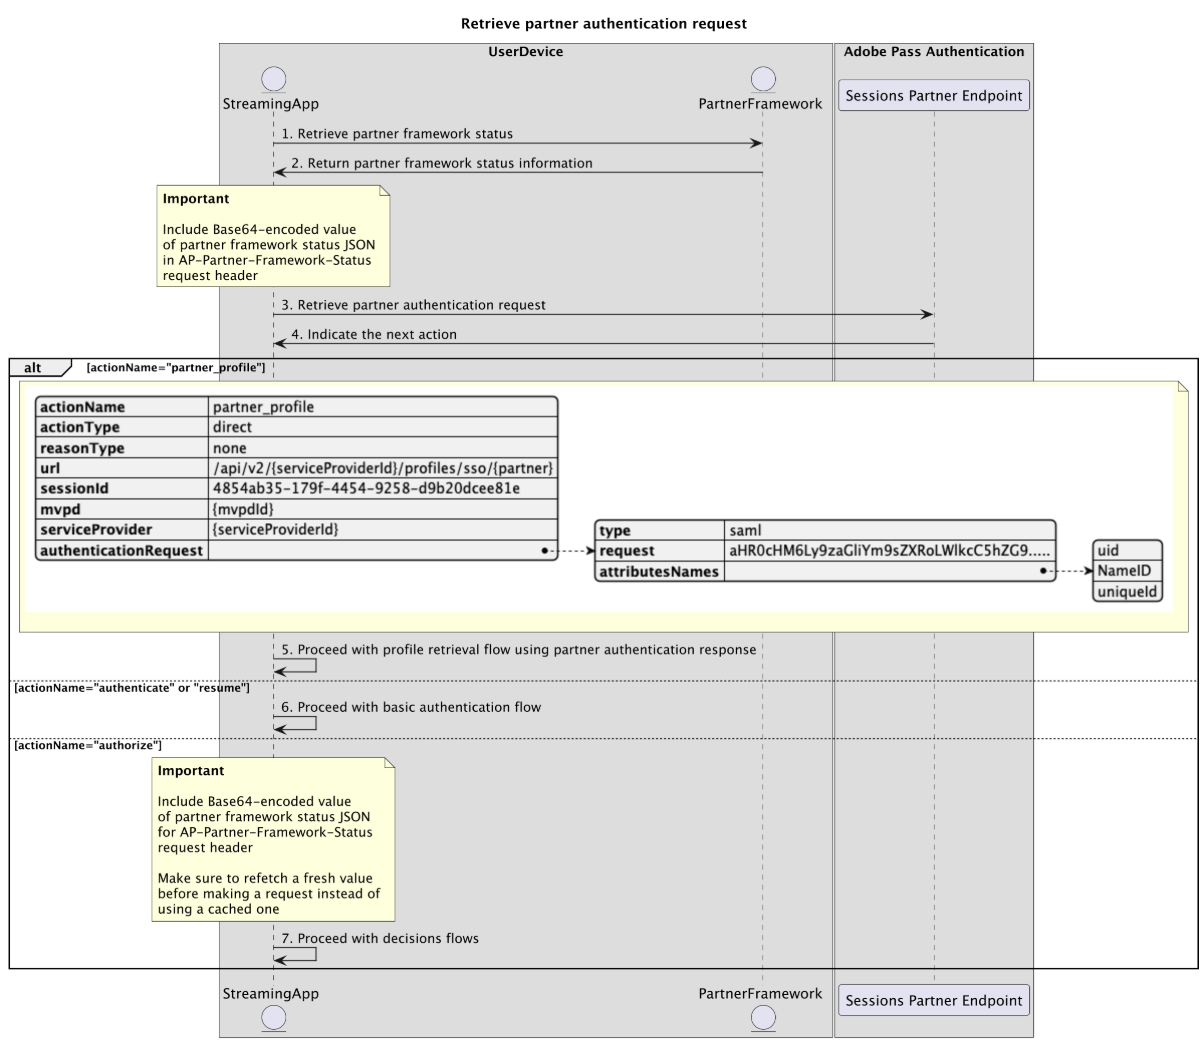 Retrieve partner authentication request
UserDevice
Adobe Pass Authentication
StreamingApp
PartnerFramework
Sessions Partner Endpoint
1. Retrieve partner framework status
2. Return partner framework status information
Important
Include Base64-encoded value
of partner framework status JSON
in AP-Partner-Framework-Status
request header
3. Retrieve partner authentication request
4. Indicate the next action
alt
[actionName="partner_profile"]
actionName partner_profile
actionType direct
reasonType none
url /api/v2/{serviceProviderId}/profiles/sso/{partner}
sessionId 4854ab35-179f-4454-9258-d9b20dcee81e
mvpd {mvpdId}
serviceProvider {serviceProviderId}
authenticationRequest
type saml
request aHR0cHM6Ly9zaGliYm9sZXRoLWlkcC5hZG9.....
attributesNames
uid
NameID
uniqueId
5. Proceed with profile retrieval flow using partner authentication response
[actionName="authenticate" or "resume"]
6. Proceed with basic authentication flow
[actionName="authorize"]
Important
Include Base64-encoded value
of partner framework status JSON
for AP-Partner-Framework-Status
request header
Make sure to refetch a fresh value
before making a request instead of
using a cached one
7. Proceed with decisions flows
StreamingApp
PartnerFramework
Sessions Partner Endpoint